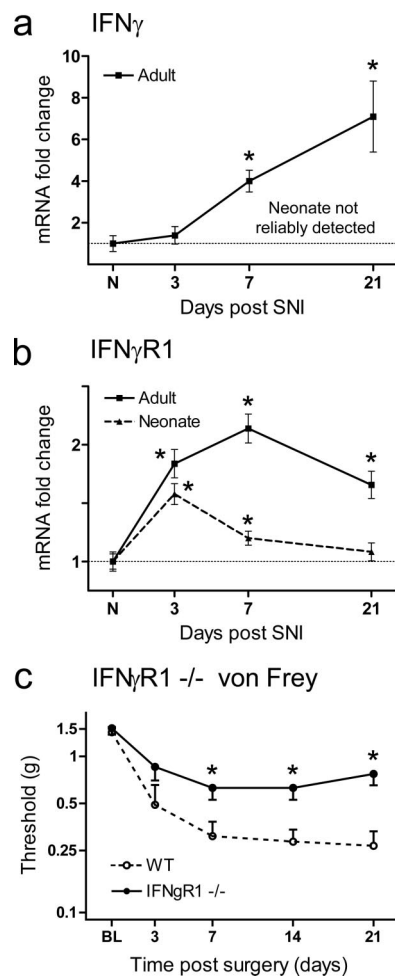 a IFNγ
Adult
mRNA fold change
10
8
6
4
2
*
*
Neonate not
reliably detected
N 3 7 21
Days post SNI
b IFNγR1
Adult
Neonate
mRNA fold change
2
1
*
*
*
*
*
N 3 7 21
Days post SNI
c IFNγR1 -/- von Frey
Threshold (g)
1.5
1
0.5
0.25
0.1
* * *
WT
IFNgR1 -/-
BL 3 7 14 21
Time post surgery (days)